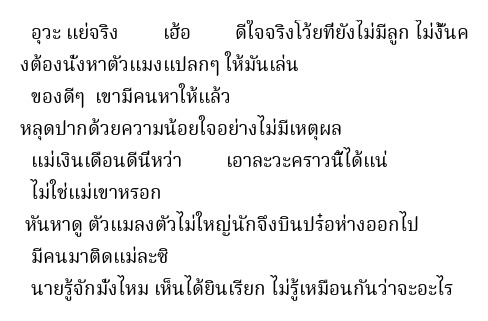 อุวะ แย่จริง เฮ้อ ดีใจจริงโว้ยที่ยังไม่มีลูก ไม่งั้นค
งต้องนั่งหาตัวแมงแปลกๆ ให้มันเล่น
ของดีๆ เขามีคนหาให้แล้ว
หลุดปากด้วยความน้อยใจอย่างไม่มีเหตุผล
แม่เงินเดือนดีนี่หว่า เอาละวะคราวนี้ได้แน่
ไม่ใช่แม่เขาหรอก
หันหาดู ตัวแมลงตัวไม่ใหญ่นักจึงบินปร๋อห่างออกไป
มีคนมาติดแม่ละซิ
นายรู้จักมั่งไหม เห็นได้ยินเรียก ไม่รู้เหมือนกันว่าจะอะไร